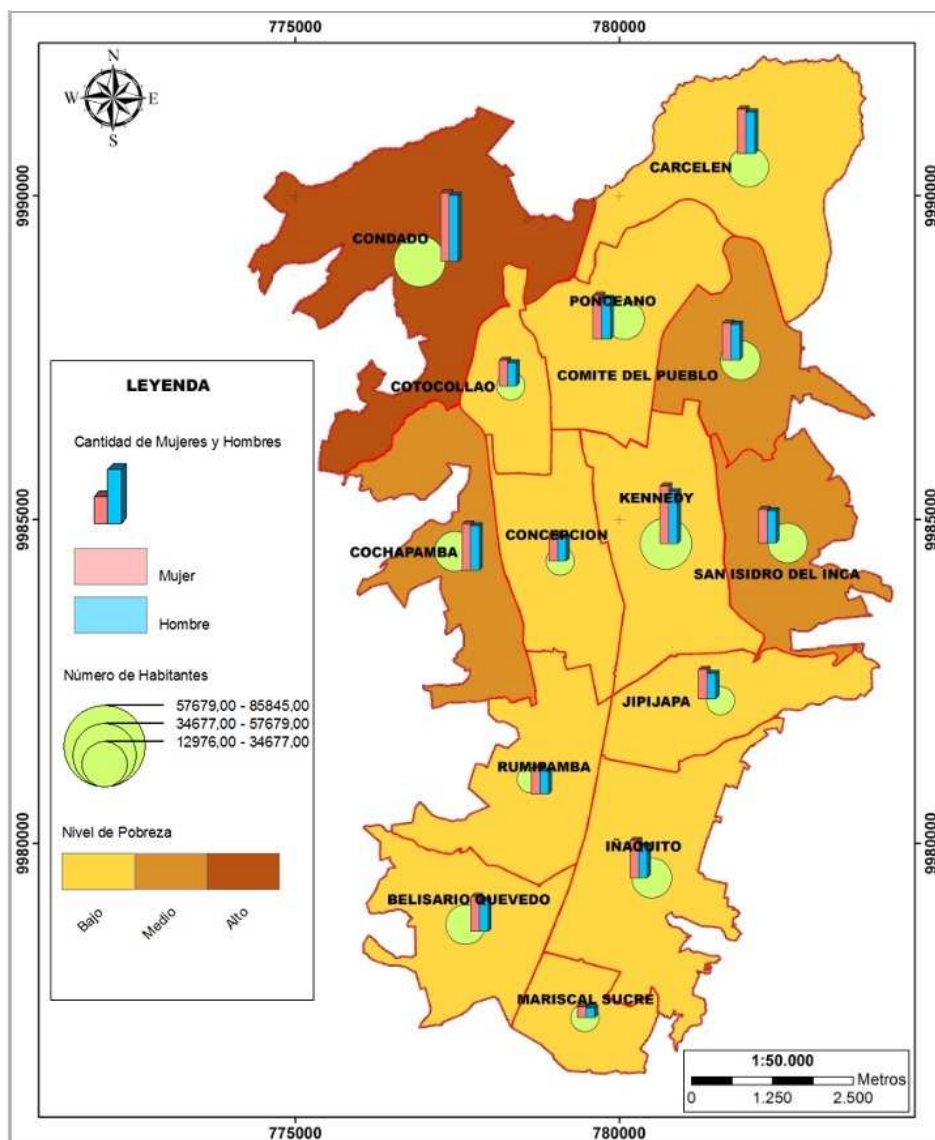 775000 780000
N
W E
S
CARCELEN
9990000 9990000
CONDADO
PONCEANO
COMITE DEL PUEBLO
COTOCOLLAO
LEYENDA
Cantidad de Mujeres y Hombres
Mujer
Hombre
Número de Habitantes
57679,00 - 85845,00
34677,00 - 57679,00
12976,00 - 34677,00
Nivel de Pobreza
Bajo
Medio
Alto
KENNEDY
9985000 9985000
CONCEPCION
COCHAPAMBA
SAN ISIDRO DEL INCA
JIPIJAPA
RUMIPAMBA
9980000 9980000
IÑAQUITO
BELISARIO QUEVEDO
MARISCAL SUCRE
1:50.000
Metros
0 1.250 2.500
775000 780000